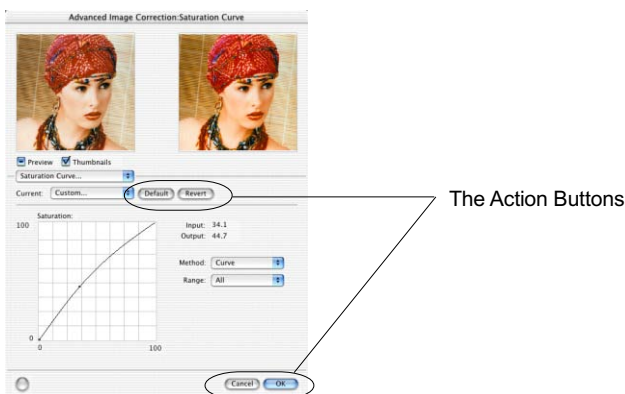 Advanced Image Correction:Saturation Curve
Preview Thumbnails
Saturation Curve...
Current: Custom... Default Revert
The Action Buttons
Saturation:
100
Input: 34.1
Output: 44.7
Method: Curve
Range: All
0
0 100
Cancel OK